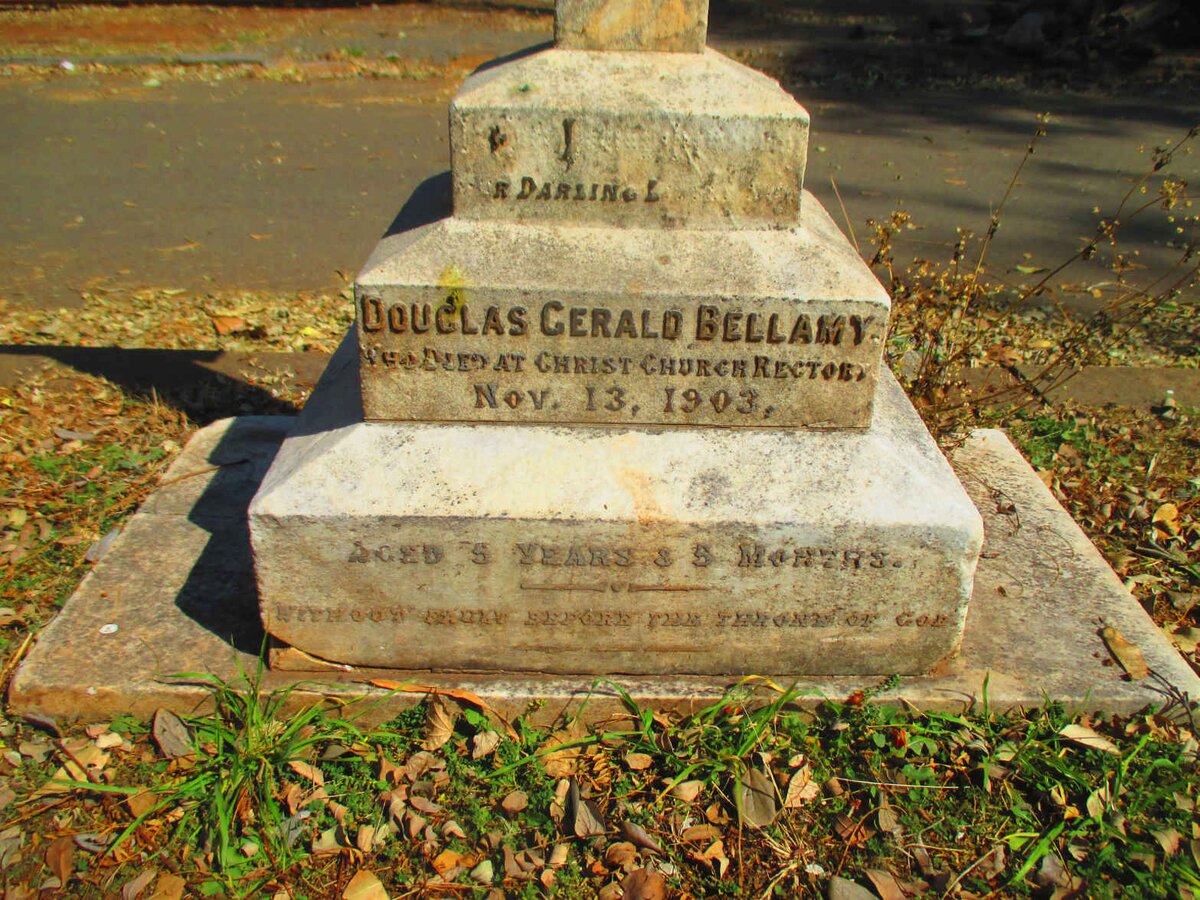 R DARLING L
DOUGLAS GERALD BELLAMY.
WHO DIED AT CHRIST CHURCH RECTORY
NOV. 13, 1903,
AGED 5 YEARS & 5 MONTHS.
WITHOUT FAULT BEFORE THE THRONE OF GOD